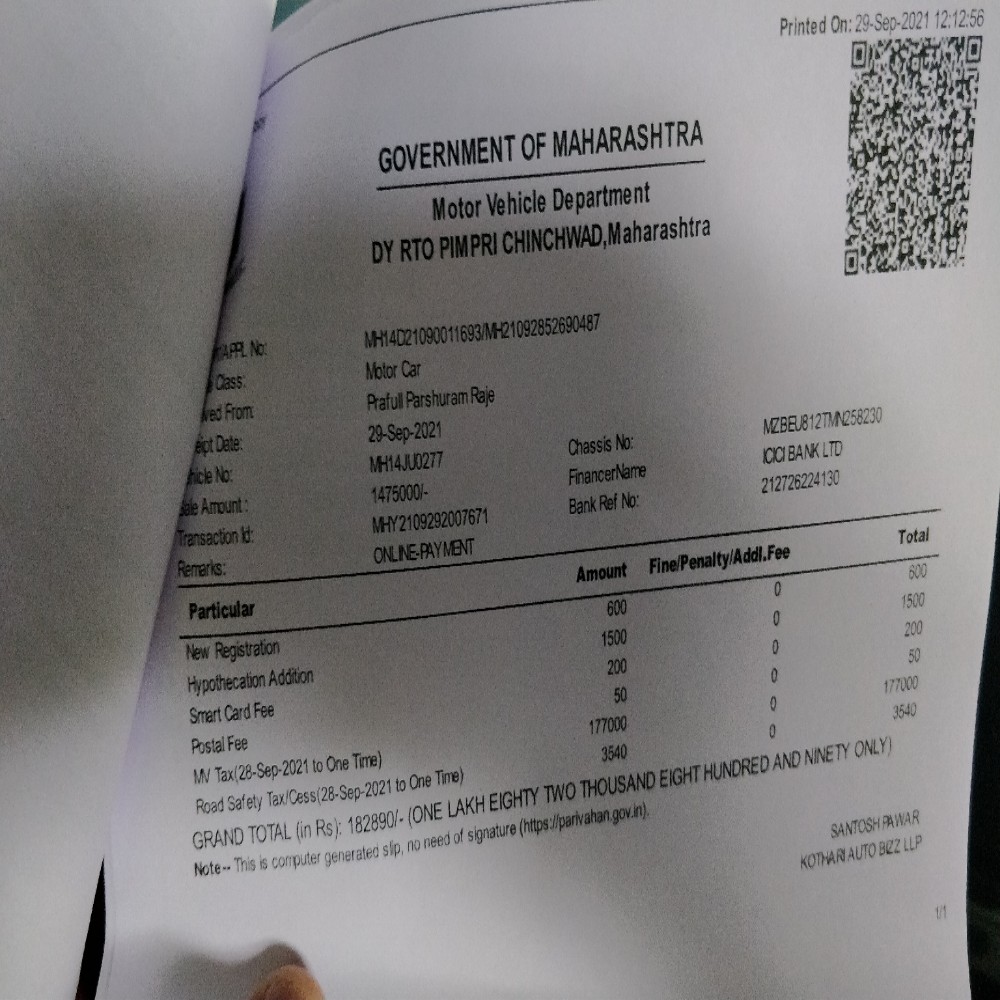 Printed On: 29-Sep-2021 12:12:56
GOVERNMENT OF MAHARASHTRA
Motor Vehicle Department
DY RTO PIMPRI CHINCHWAD,Maharashtra
/APPL No: MH14D21090011693/MH21092852690487
Class: Motor Car
ved From: Prafull Parshuram Raje
eipt Date: 29-Sep-2021
hicle No: MH14JU0277 Chassis No: MZBEU812TMN258230
ale Amount : 1475000/- FinancerName ICICI BANK LTD
Transaction Id: MHY2109292007671 Bank Ref No: 212726224130
Remarks: ONLINE-PAYMENT
Particular Amount Fine/Penalty/Addl.Fee Total
New Registration 600 0 600
Hypothecation Addition 1500 0 1500
Smart Card Fee 200 0 200
Postal Fee 50 0 50
MV Tax(28-Sep-2021 to One Time) 177000 0 177000
Road Safety Tax/Cess(28-Sep-2021 to One Time) 3540 0 3540
GRAND TOTAL (in Rs): 182890/- (ONE LAKH EIGHTY TWO THOUSAND EIGHT HUNDRED AND NINETY ONLY)
Note-- This is computer generated slip, no need of signature (https://parivahan.gov.in).
SANTOSH PAWAR
KOTHARI AUTO BIZZ LLP
1/1